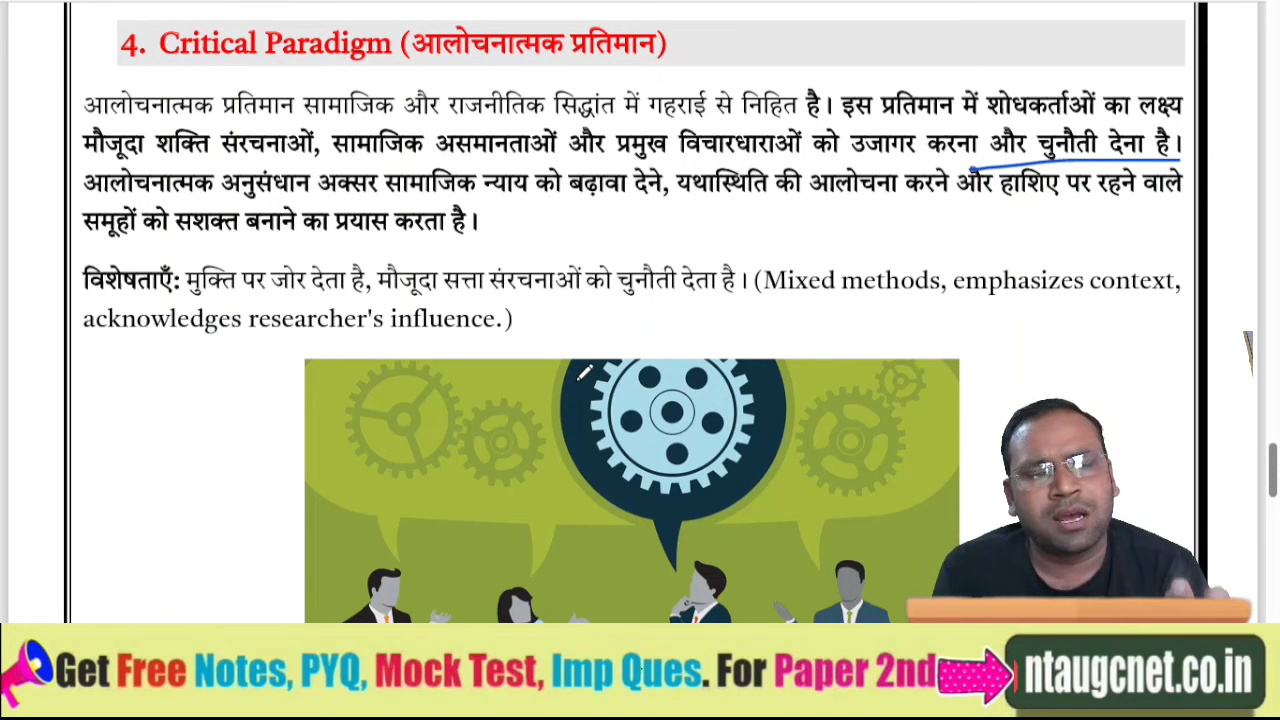 4. Critical Paradigm (आलोचनात्मक प्रतिमान)
आलोचनात्मक प्रतिमान सामाजिक और राजनीतिक सिद्धांत में गहराई से निहित है। इस प्रतिमान में शोधकर्ताओं का लक्ष्य
मौजूदा शक्ति संरचनाओं, सामाजिक असमानताओं और प्रमुख विचारधाराओं को उजागर करना और चुनौती देना है।
आलोचनात्मक अनुसंधान अक्सर सामाजिक न्याय को बढ़ावा देने, यथास्थिति की आलोचना करने और हाशिए पर रहने वाले
समूहों को सशक्त बनाने का प्रयास करता है।
विशेषताएँ: मुक्ति पर जोर देता है, मौजूदा सत्ता संरचनाओं को चुनौती देता है। (Mixed methods, emphasizes context,
acknowledges researcher's influence.)
Get Free Notes, PYQ, Mock Test, Imp Ques. For Paper 2nd
ntaugcnet.co.in